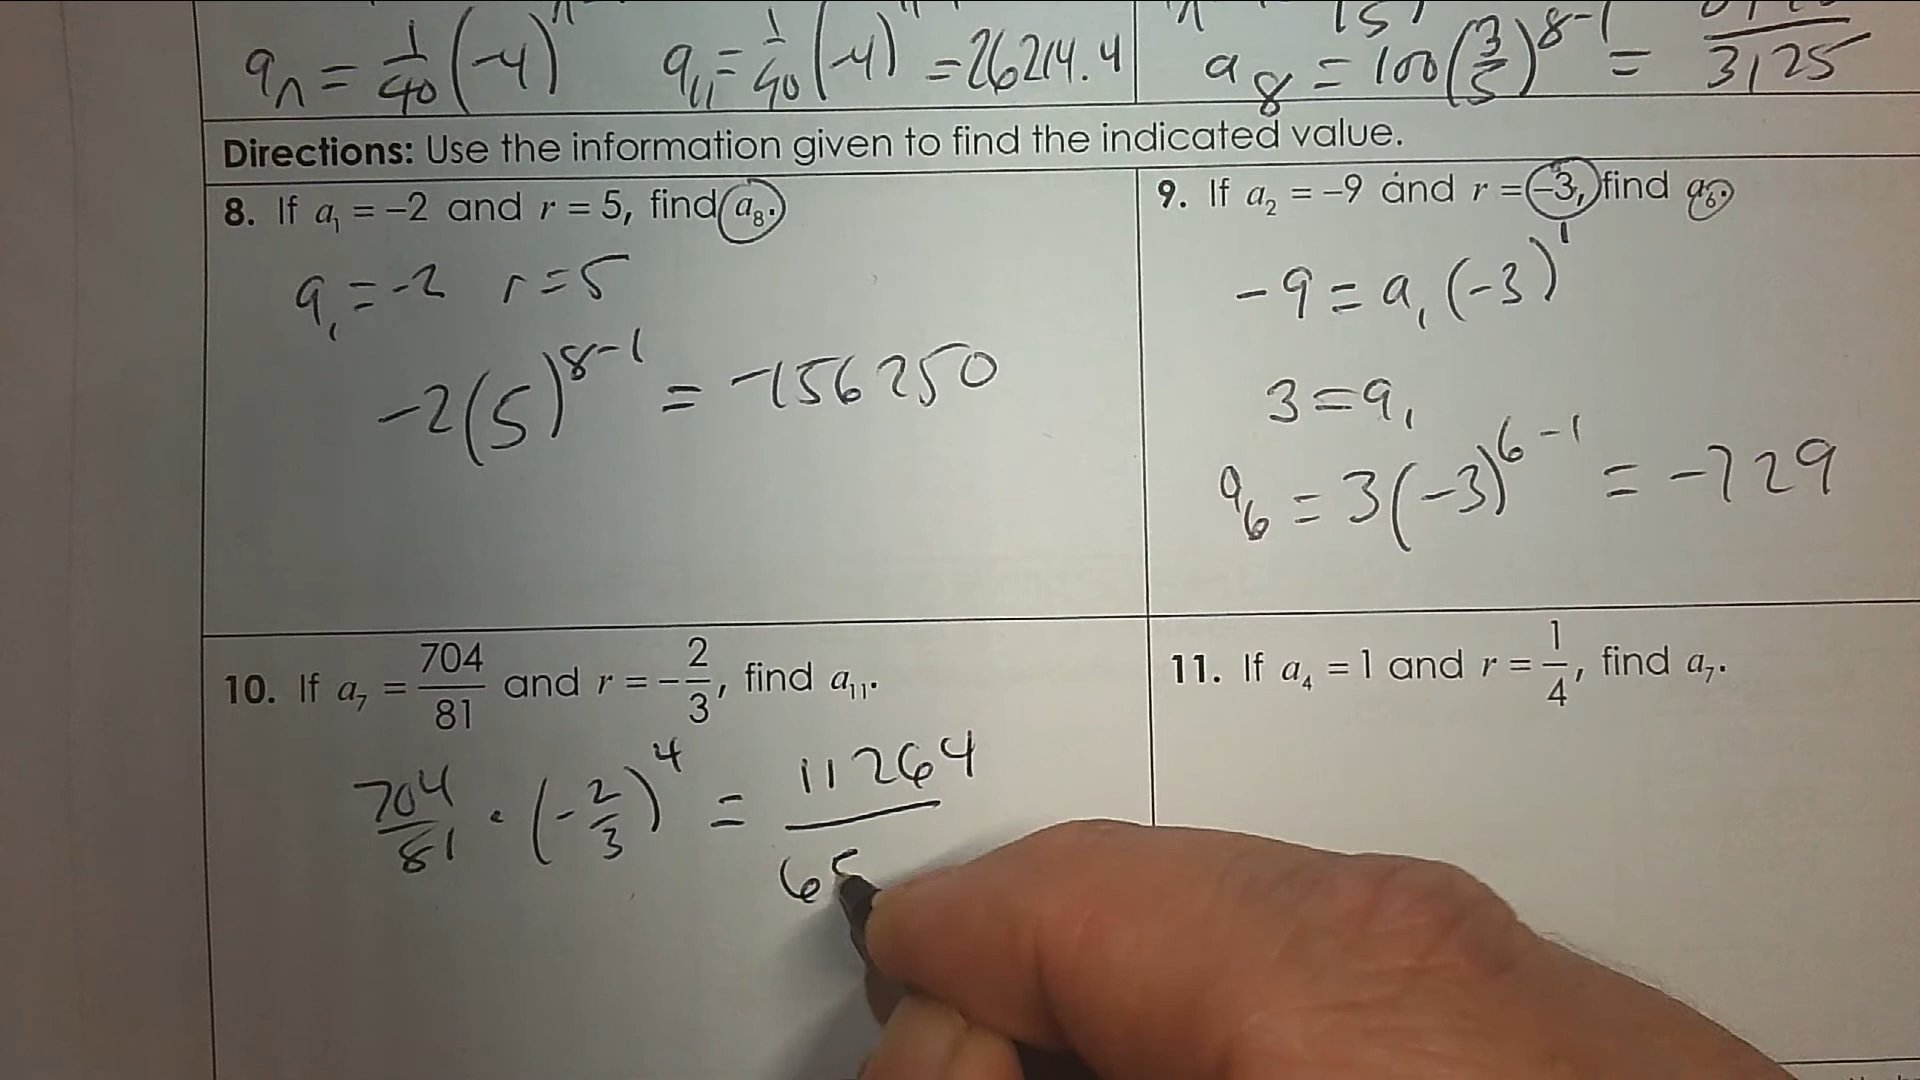 aₙ = 1/40 (-4)ⁿ a₁₁ = 1/40 (-4) = 26214.4
a₈ = 100(3/5)⁸⁻¹ = /3125
Directions: Use the information given to find the indicated value.
8. If a₁ = −2 and r = 5, find a₈.
a₁ = -2 r = 5
-2(5)⁸⁻¹ = -156250
9. If a₂ = −9 and r = −3, find a₆.
-9 = a₁(-3)¹
3 = a₁
a₆ = 3(-3)⁶⁻¹ = -729
10. If a₇ = 704/81 and r = −2/3, find a₁₁.
704/81 · (-2/3)⁴ = 11264/65
11. If a₄ = 1 and r = 1/4, find a₇.